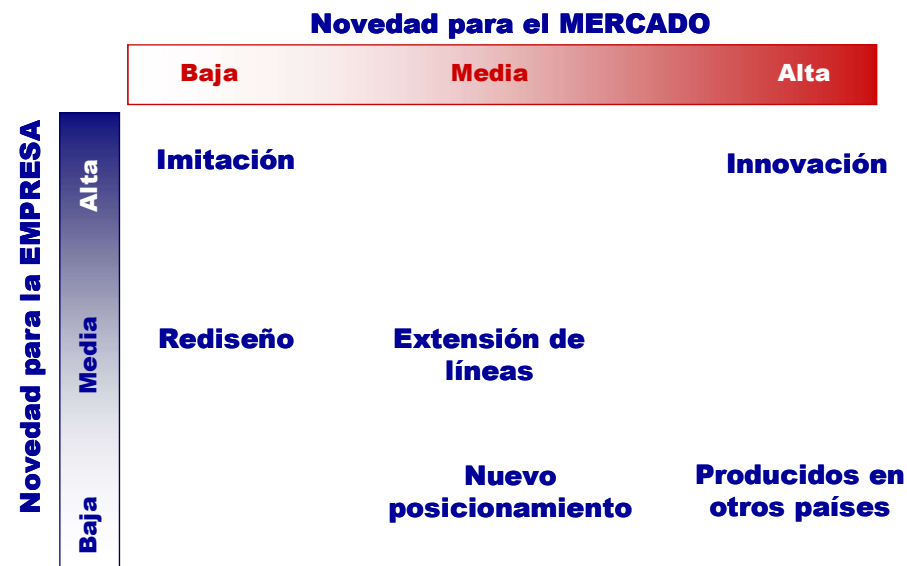 Novedad para el MERCADO
Baja Media Alta
Novedad para la EMPRESA
Alta
Imitación
Innovación
Media
Rediseño
Extensión de
líneas
Baja
Nuevo
posicionamiento
Producidos en
otros países